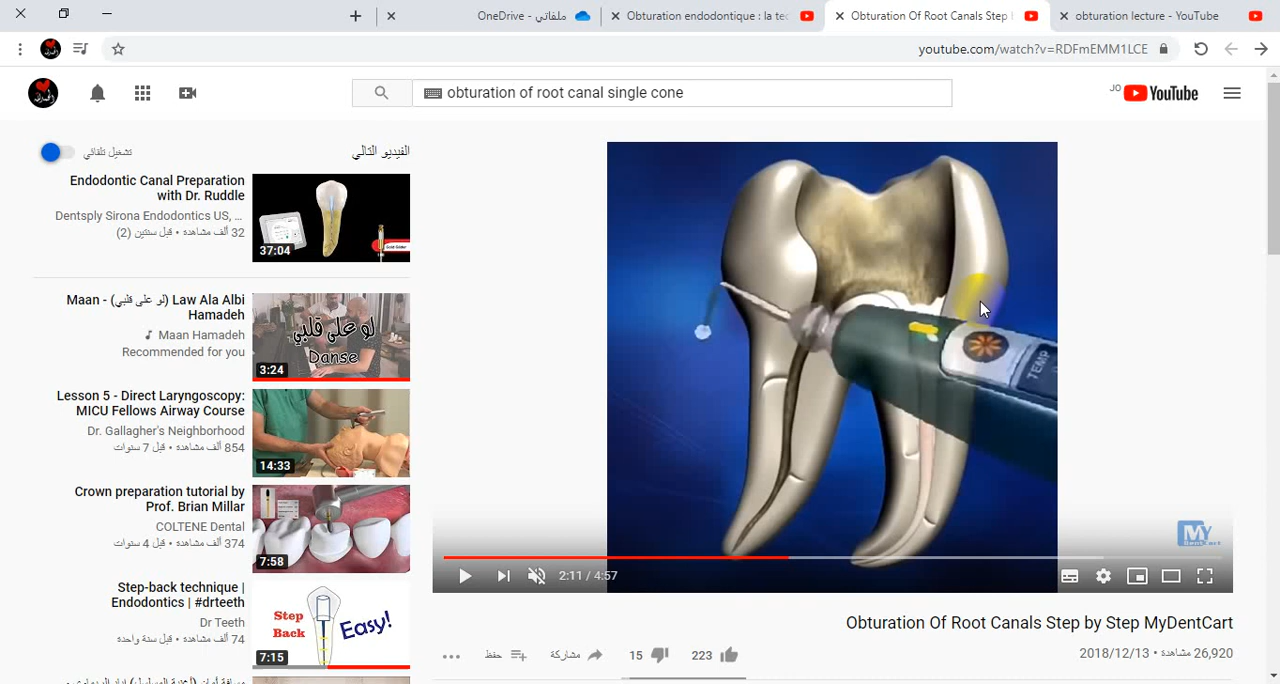 ملفاتي - OneDrive
Obturation endodontique : la tec
Obturation Of Root Canals Step
obturation lecture - YouTube
youtube.com/watch?v=RDFmEMM1LCE
obturation of root canal single cone
JO
YouTube
تشغيل تلقائي
الفيديو التالي
Endodontic Canal Preparation
with Dr. Ruddle
Dentsply Sirona Endodontics US, ...
32 ألف مشاهدة • قبل سنتين (2)
37:04
Maan - (لو على قلبي) Law Ala Albi
Hamadeh
Maan Hamadeh
Recommended for you
لو على قلبي
Danse
3:24
Lesson 5 - Direct Laryngoscopy:
MICU Fellows Airway Course
Dr. Gallagher's Neighborhood
854 ألف مشاهدة • قبل 7 سنوات
14:33
Crown preparation tutorial by
Prof. Brian Millar
COLTENE Dental
374 ألف مشاهدة • قبل 4 سنوات
7:58
Step-back technique |
Endodontics | #drteeth
Dr Teeth
74 ألف مشاهدة • قبل سنة واحدة
Step
Back
Easy!
7:15
TEMP
MY
DentCart
2:11 / 4:57
Obturation Of Root Canals Step by Step MyDentCart
26,920 مشاهدة • 2018/12/13
223
15
مشاركة
حفظ
...